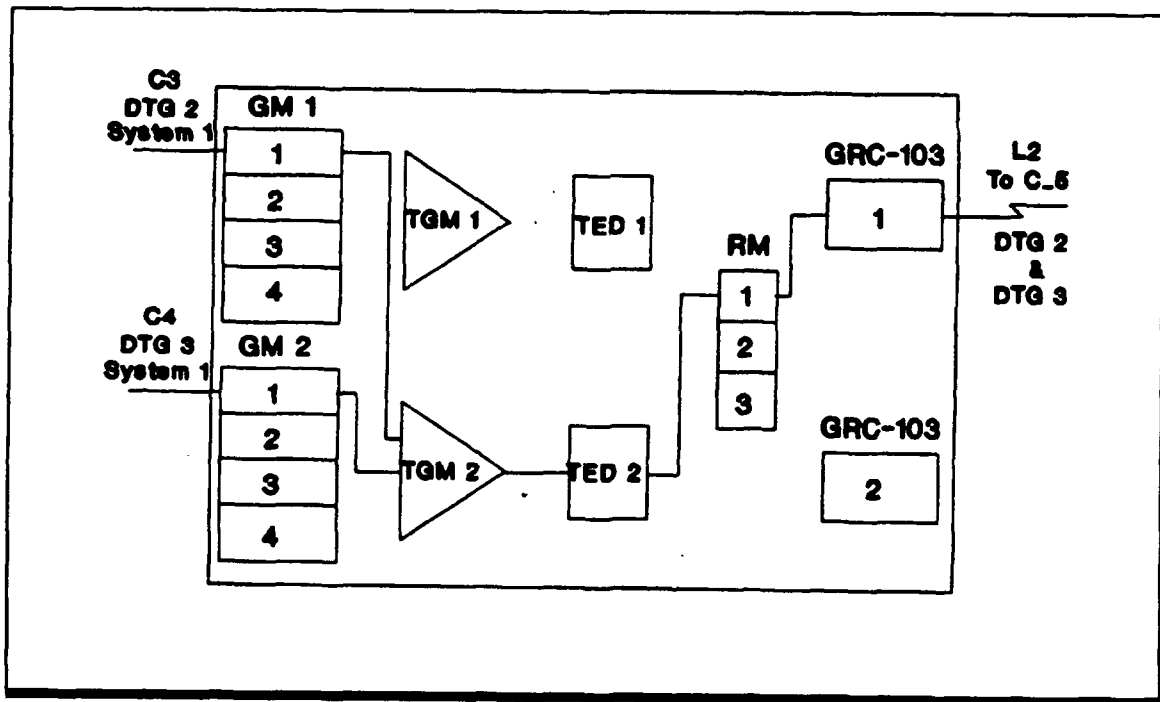 C3
DTG 2
System 1
GM 1
1
2
3
4
C4
DTG 3
System 1
GM 2
1
2
3
4
TGM 1
TGM 2
TED 1
TED 2
RM
1
2
3
GRC-103
1
GRC-103
2
L2
To C_5
DTG 2
&
DTG 3